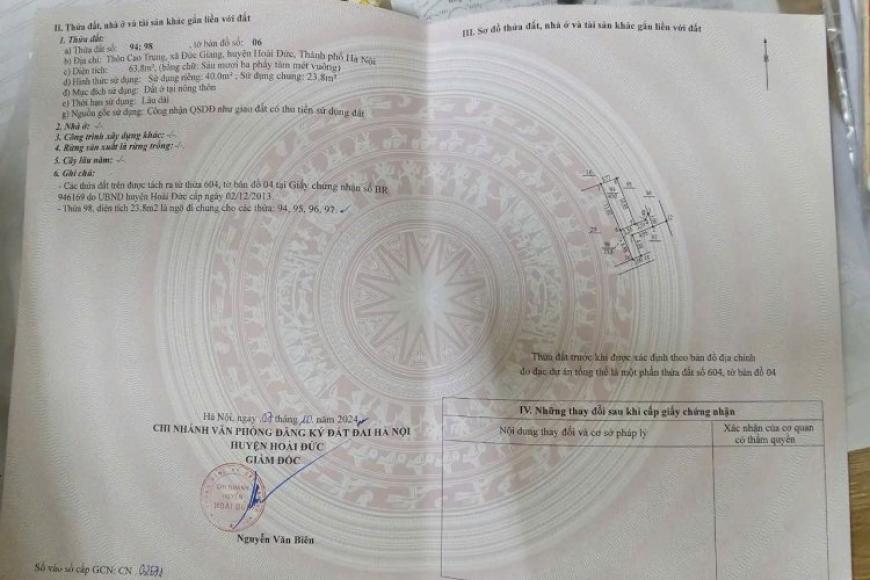 II. Thửa đất, nhà ở và tài sản khác gắn liền với đất
1. Thửa đất:
a) Thửa đất số: 94; 98 , tờ bản đồ số: 06
b) Địa chỉ: Thôn Cao Trung, xã Đức Giang, huyện Hoài Đức, Thành phố Hà Nội
c) Diện tích: 63,8m², (bằng chữ: Sáu mươi ba phẩy tám mét vuông)
d) Hình thức sử dụng: Sử dụng riêng: 40.0m² ; Sử dụng chung: 23.8m²
đ) Mục đích sử dụng: Đất ở tại nông thôn
e) Thời hạn sử dụng: Lâu dài
g) Nguồn gốc sử dụng: Công nhận QSDĐ như giao đất có thu tiền sử dụng đất
2. Nhà ở: -/-
3. Công trình xây dựng khác: -/-
4. Rừng sản xuất là rừng trồng: -/-
5. Cây lâu năm: -/-
6. Ghi chú:
- Các thửa đất trên được tách ra từ thửa 604, tờ bản đồ 04 tại Giấy chứng nhận số BR
946169 do UBND huyện Hoài Đức cấp ngày 02/12/2013.
- Thửa 98, diện tích 23.8m2 là ngõ đi chung cho các thửa: 94, 95, 96, 97.
Hà Nội, ngày 07 tháng 10 năm 2024
CHI NHÁNH VĂN PHÒNG ĐĂNG KÝ ĐẤT ĐAI HÀ NỘI
HUYỆN HOÀI ĐỨC
GIÁM ĐỐC
CHI NHÁNH
HUYỆN
HOÀI ĐỨC
Nguyễn Văn Biên
Số vào sổ cấp GCN: CN
III. Sơ đồ thửa đất, nhà ở và tài sản khác gắn liền với đất
Thửa đất trước khi được xác định theo bản đồ địa chính
đo đạc dự án tổng thể là một phần thửa đất số 604, tờ bản đồ 04
IV. Những thay đổi sau khi cấp giấy chứng nhận
Nội dung thay đổi và cơ sở pháp lý
Xác nhận của cơ quan
có thẩm quyền